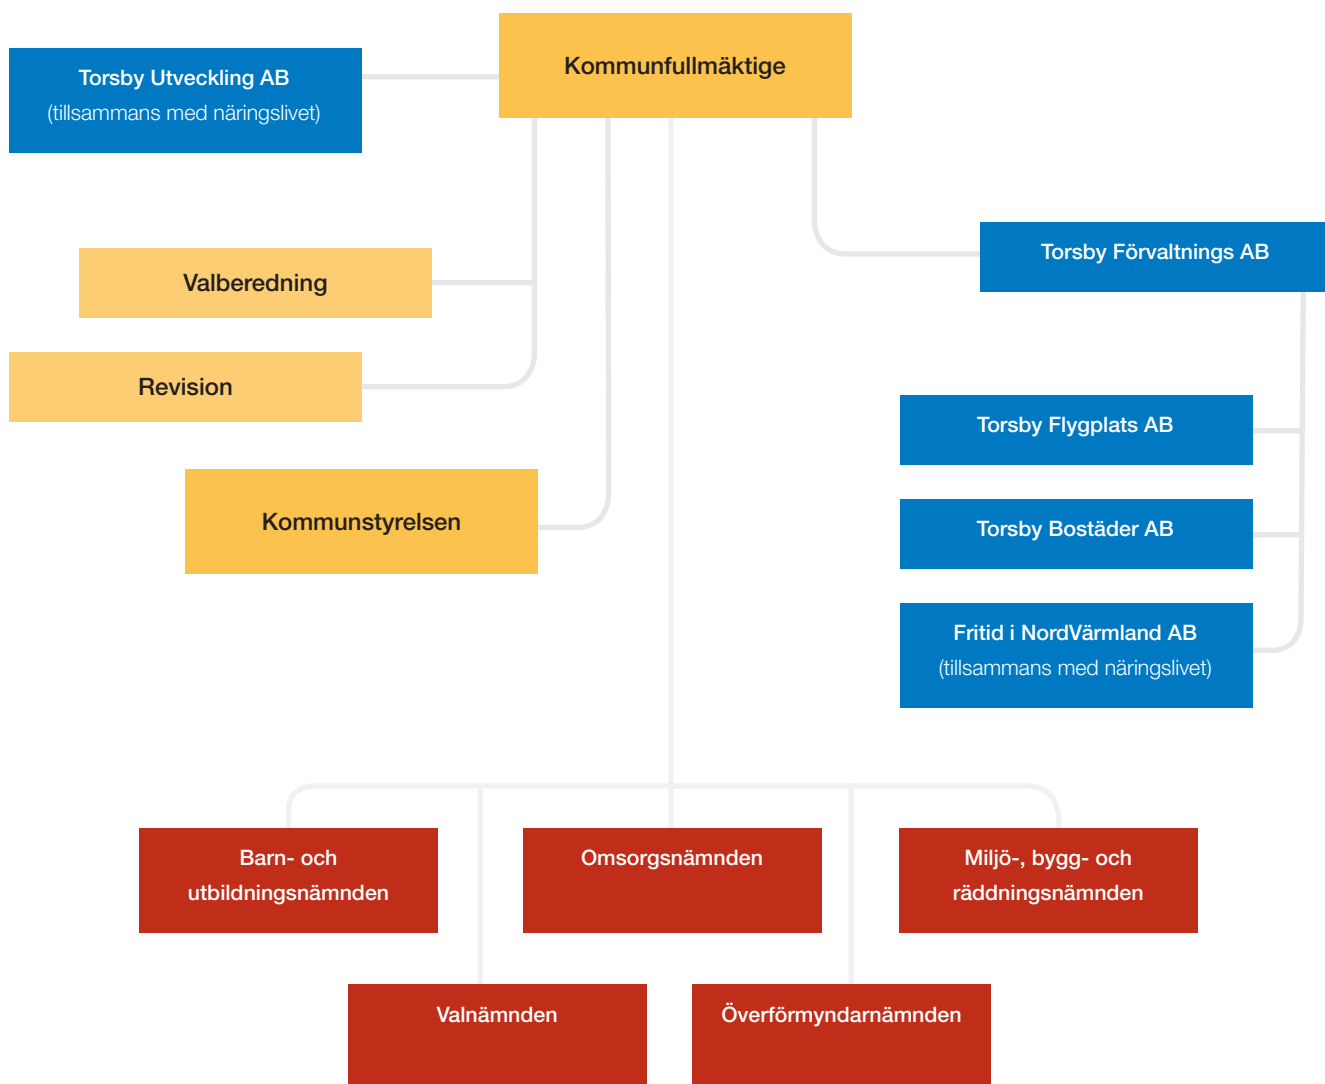 Kommunfullmäktige
Torsby Utveckling AB
(tillsammans med näringslivet)
Torsby Förvaltnings AB
Valberedning
Revision
Torsby Flygplats AB
Kommunstyrelsen
Torsby Bostäder AB
Fritid i NordVärmland AB
(tillsammans med näringslivet)
Barn- och
utbildningsnämnden
Omsorgsnämnden
Miljö-, bygg- och
räddningsnämnden
Valnämnden
Överförmyndarnämnden